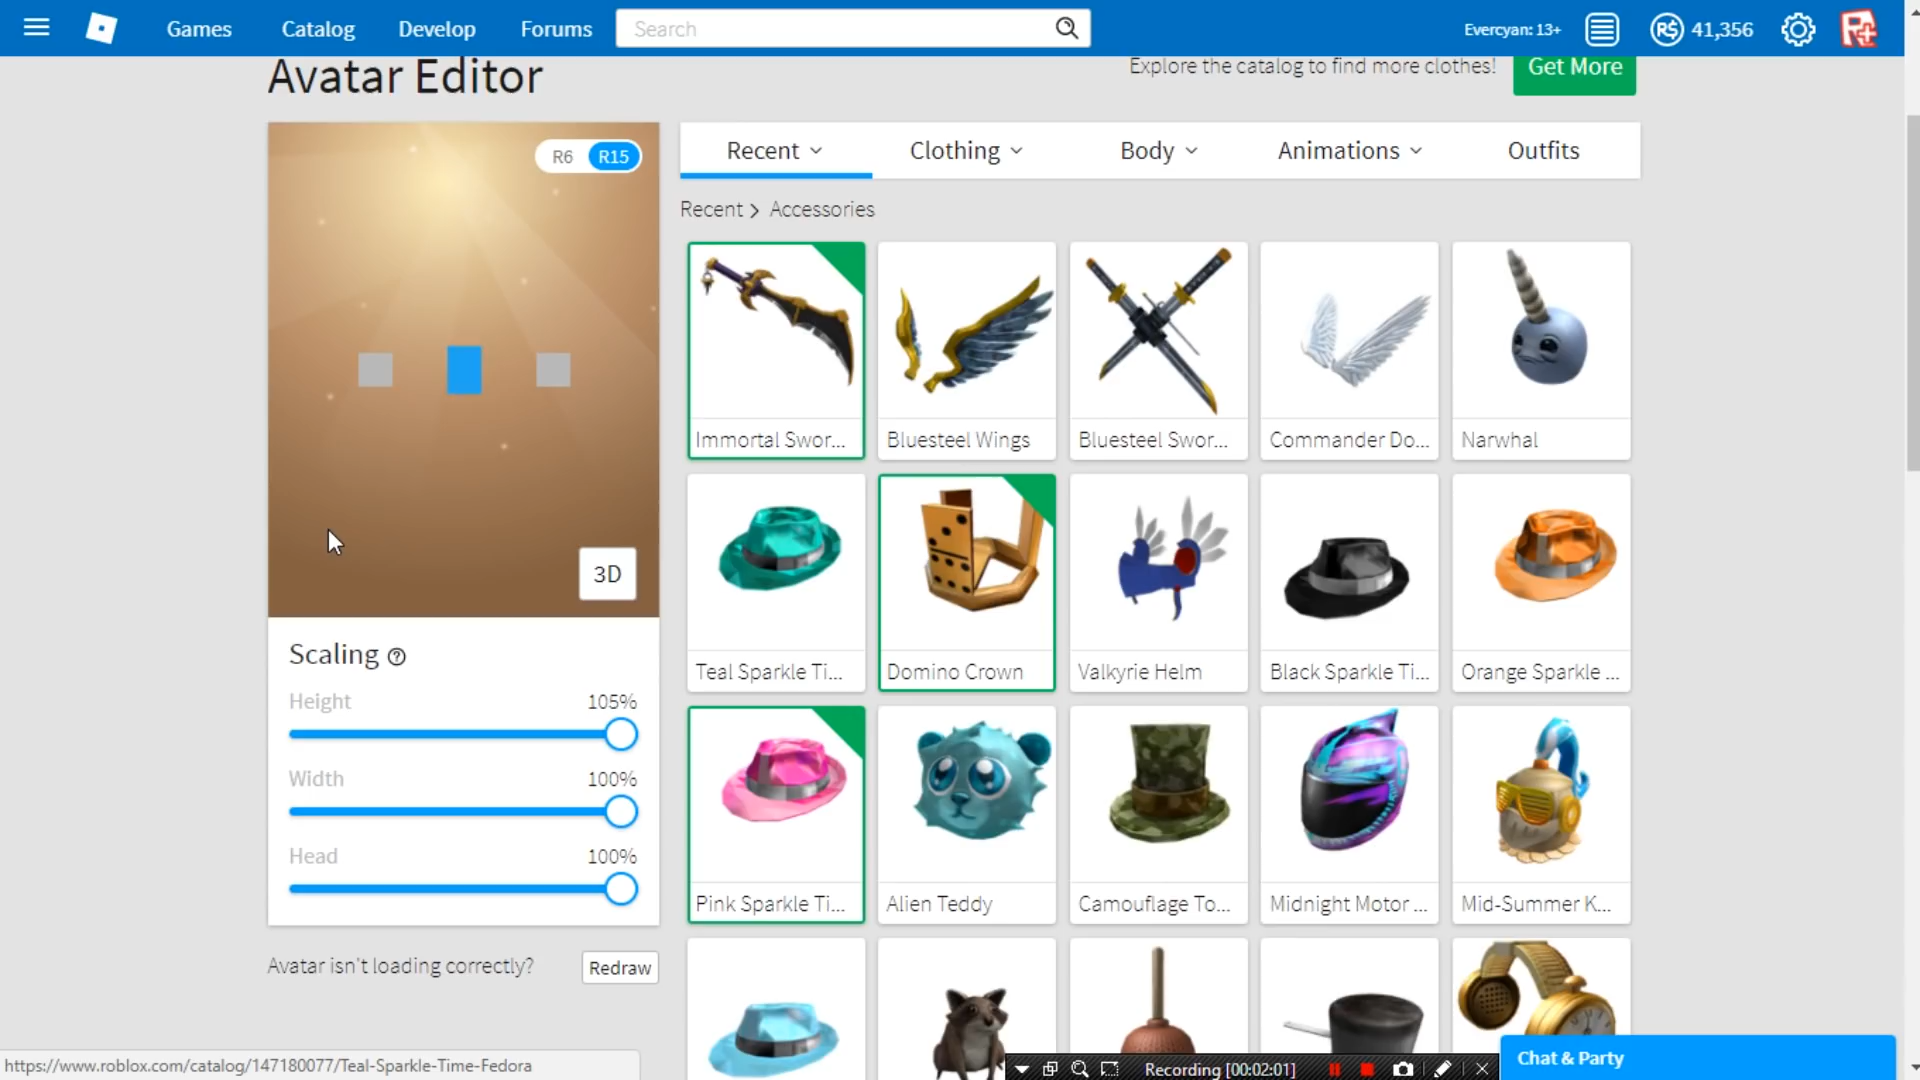 Games
Catalog
Develop
Forums
Search
Evercyan: 13+
R$ 41,356
R+
Avatar Editor
Explore the catalog to find more clothes!
Get More
R6
R15
3D
Recent
Clothing
Body
Animations
Outfits
Recent > Accessories
Immortal Swor...
Bluesteel Wings
Bluesteel Swor...
Commander Do...
Narwhal
Teal Sparkle Ti...
Domino Crown
Valkyrie Helm
Black Sparkle Ti...
Orange Sparkle ...
Pink Sparkle Ti...
Alien Teddy
Camouflage To...
Midnight Motor ...
Mid-Summer K...
Scaling ?
Height
105%
Width
100%
Head
100%
Avatar isn't loading correctly?
Redraw
https://www.roblox.com/catalog/147180077/Teal-Sparkle-Time-Fedora
Recording [00:02:01]
Chat & Party